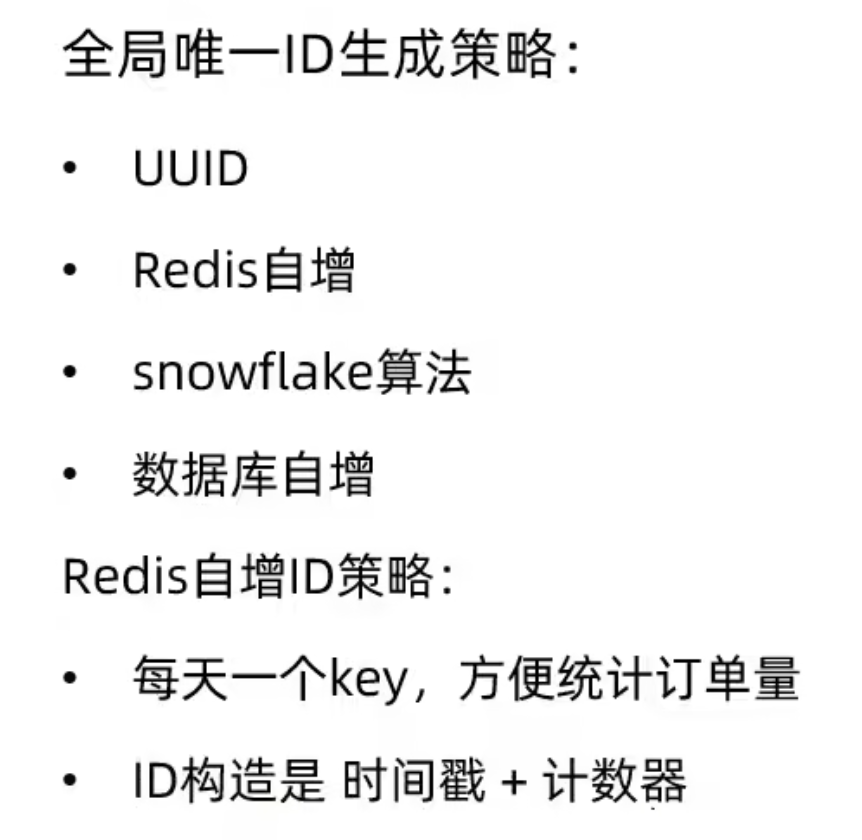 全局唯一ID生成策略：
• UUID
• Redis自增
• snowflake算法
• 数据库自增
Redis自增ID策略：
• 每天一个key，方便统计订单量
• ID构造是 时间戳 + 计数器